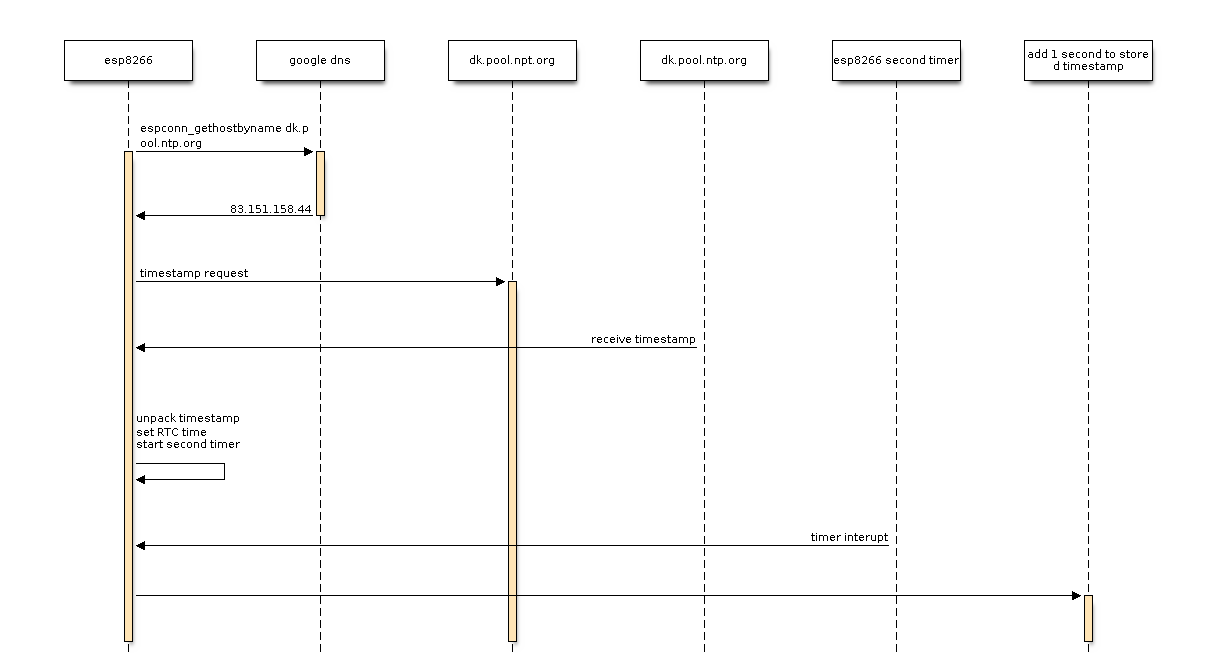 esp8266
google dns
dk.pool.npt.org
dk.pool.ntp.org
esp8266 second timer
add 1 second to store
d timestamp
espconn_gethostbyname dk.p
ool.ntp.org
83.151.158.44
timestamp request
receive timestamp
unpack timestamp
set RTC time
start second timer
timer interupt